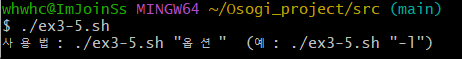 whwhc@ImJoinSs MINGW64 ~/Osogi_project/src (main)
$ ./ex3-5.sh
사용법: ./ex3-5.sh "옵션" (예: ./ex3-5.sh "-l")